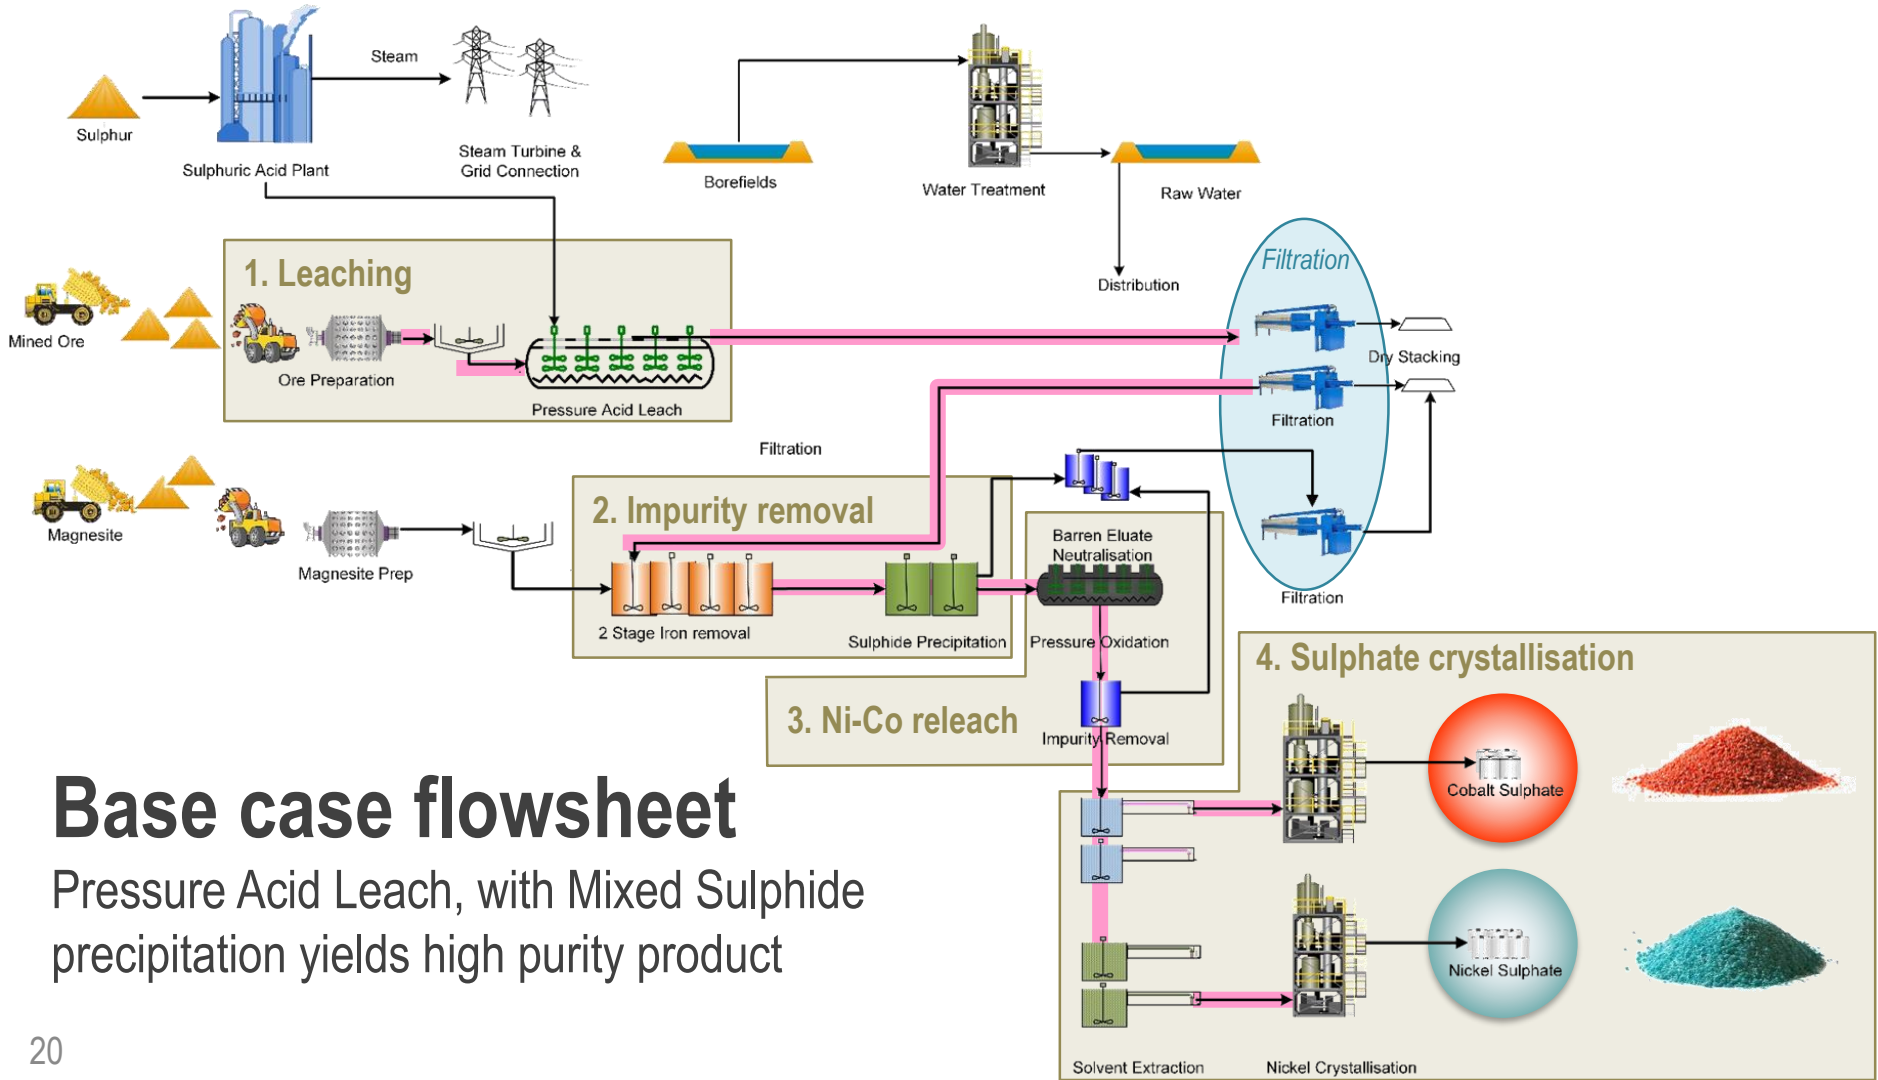 Steam
Sulphur
Sulphuric Acid Plant
Steam Turbine &
Grid Connection
Borefields
Water Treatment
Raw Water
Distribution
1. Leaching
Filtration
Mined Ore
Ore Preparation
Pressure Acid Leach
Dry Stacking
Filtration
Filtration
Magnesite
Magnesite Prep
2. Impurity removal
2 Stage Iron removal
Sulphide Precipitation
Barren Eluate
Neutralisation
Pressure Oxidation
Filtration
3. Ni-Co releach
Impurity Removal
4. Sulphate crystallisation
Cobalt Sulphate
Nickel Sulphate
Solvent Extraction
Nickel Crystallisation
Base case flowsheet
Pressure Acid Leach, with Mixed Sulphide
precipitation yields high purity product
20